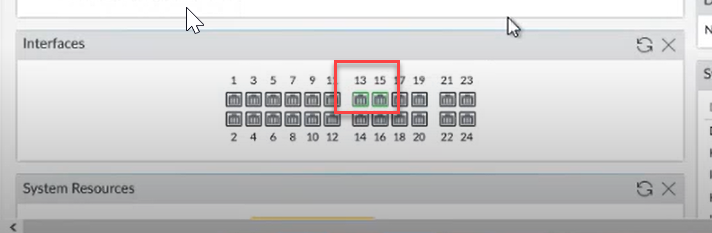 Interfaces
1 3 5 7 9 11 13 15 17 19 21 23
2 4 6 8 10 12 14 16 18 20 22 24
System Resources
N
S